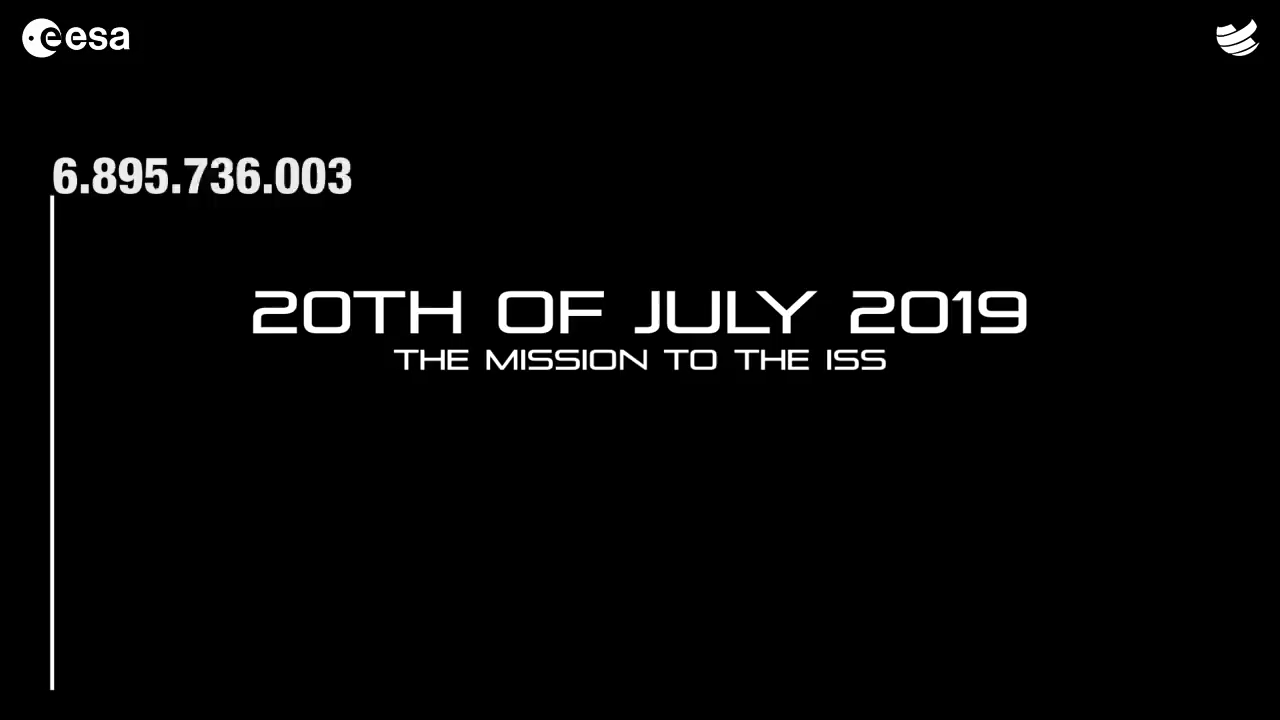 esa
6.895.736.003
20TH OF JULY 2019
THE MISSION TO THE ISS